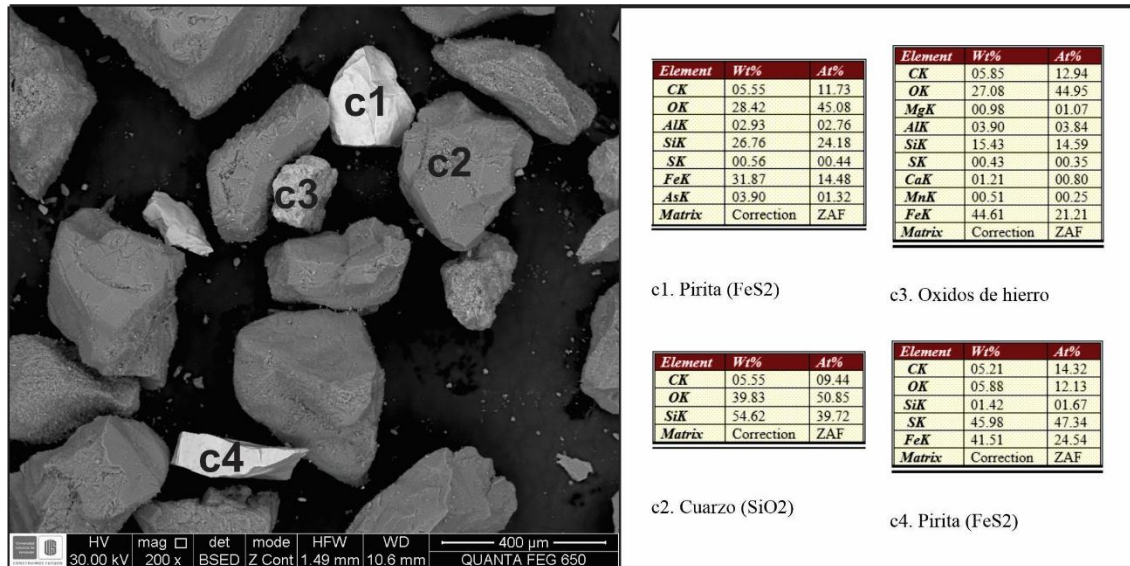 c1
c2
c3
c4
HV mag □ det mode HFW WD 400 µm
30.00 kV 200 x BSED Z Cont 1.49 mm 10.6 mm QUANTA FEG 650
Element Wt% At%
CK 05.55 11.73
OK 28.42 45.08
AlK 02.93 02.76
SiK 26.76 24.18
SK 00.56 00.44
FeK 31.87 14.48
AsK 03.90 01.32
Matrix Correction ZAF
c1. Pirita (FeS2)
Element Wt% At%
CK 05.85 12.94
OK 27.08 44.95
MgK 00.98 01.07
AlK 03.90 03.84
SiK 15.43 14.59
SK 00.43 00.35
CaK 01.21 00.80
MnK 00.51 00.25
FeK 44.61 21.21
Matrix Correction ZAF
c3. Oxidos de hierro
Element Wt% At%
CK 05.55 09.44
OK 39.83 50.85
SiK 54.62 39.72
Matrix Correction ZAF
c2. Cuarzo (SiO2)
Element Wt% At%
CK 05.21 14.32
OK 05.88 12.13
SiK 01.42 01.67
SK 45.98 47.34
FeK 41.51 24.54
Matrix Correction ZAF
c4. Pirita (FeS2)